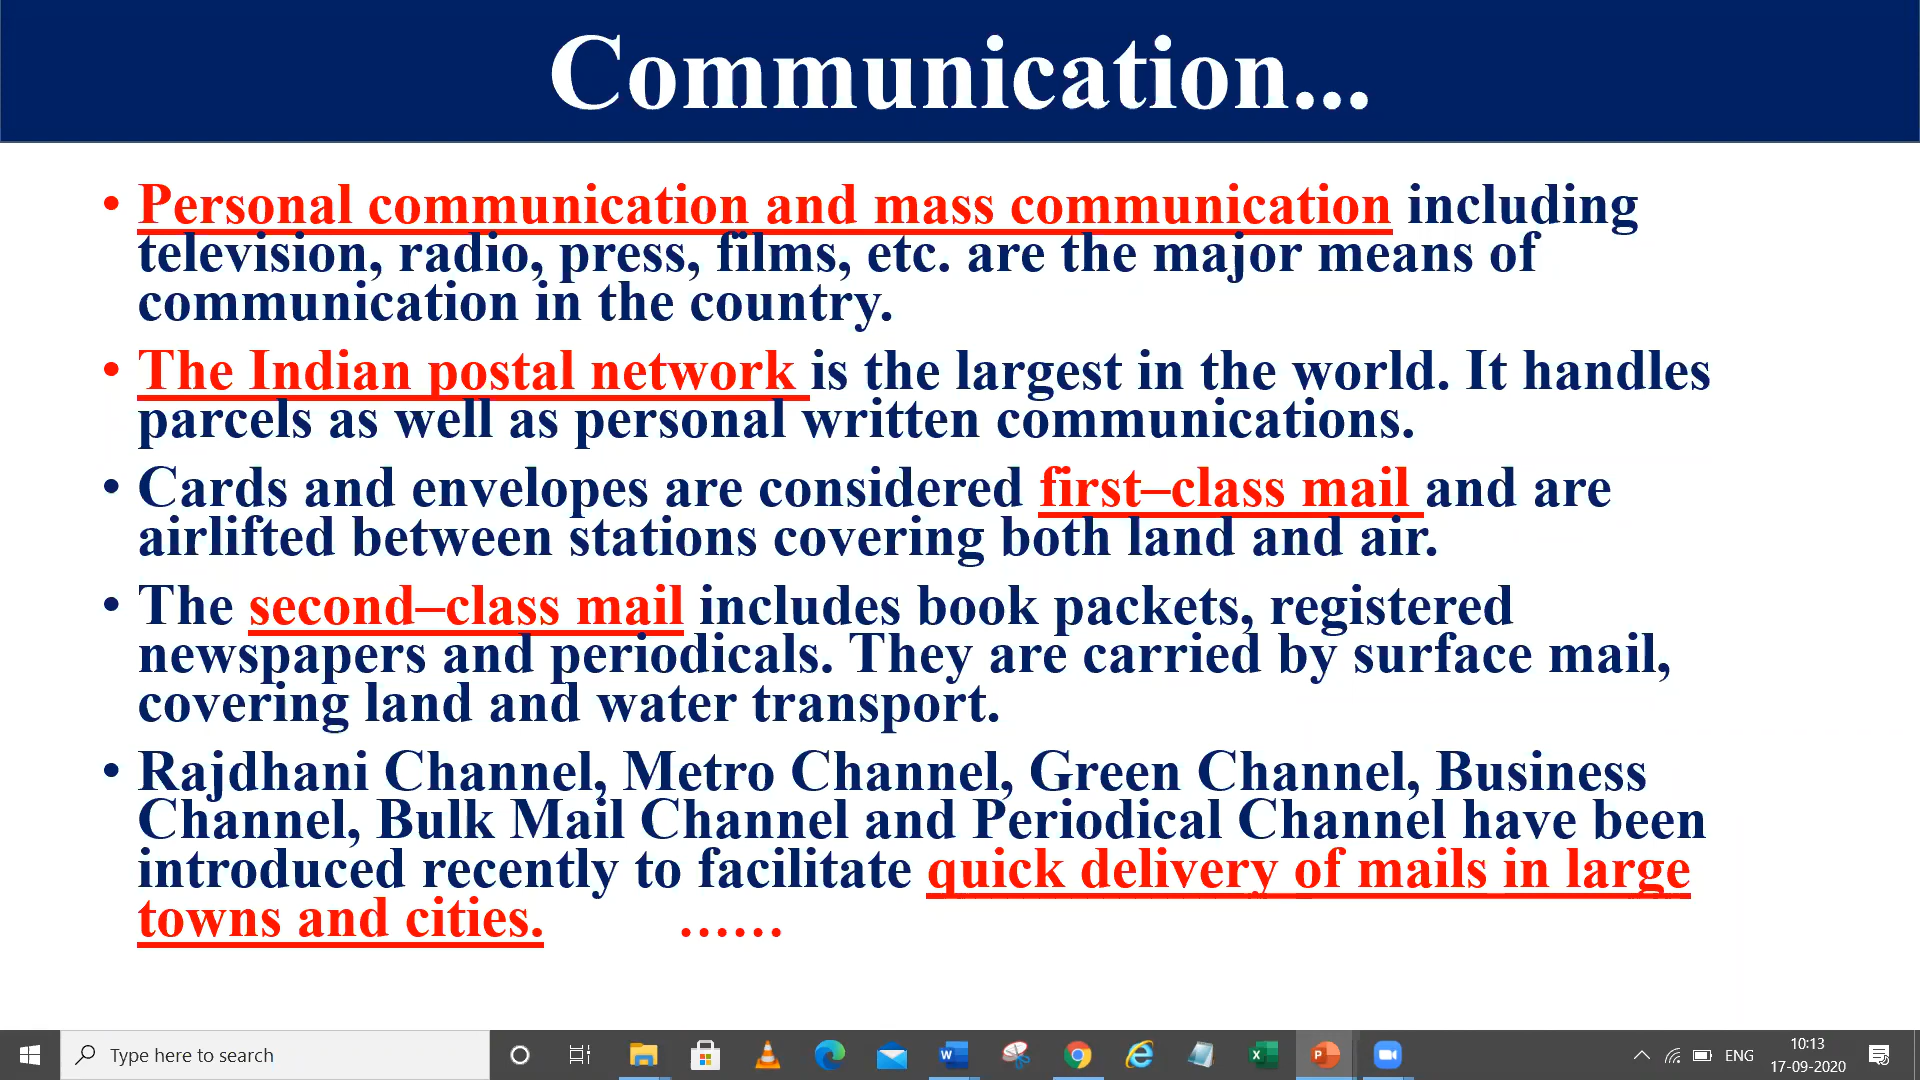 Communication...
• Personal communication and mass communication including
television, radio, press, films, etc. are the major means of
communication in the country.
• The Indian postal network is the largest in the world. It handles
parcels as well as personal written communications.
• Cards and envelopes are considered first–class mail and are
airlifted between stations covering both land and air.
• The second–class mail includes book packets, registered
newspapers and periodicals. They are carried by surface mail,
covering land and water transport.
• Rajdhani Channel, Metro Channel, Green Channel, Business
Channel, Bulk Mail Channel and Periodical Channel have been
introduced recently to facilitate quick delivery of mails in large
towns and cities. ......
Type here to search
ENG
10:13
17-09-2020